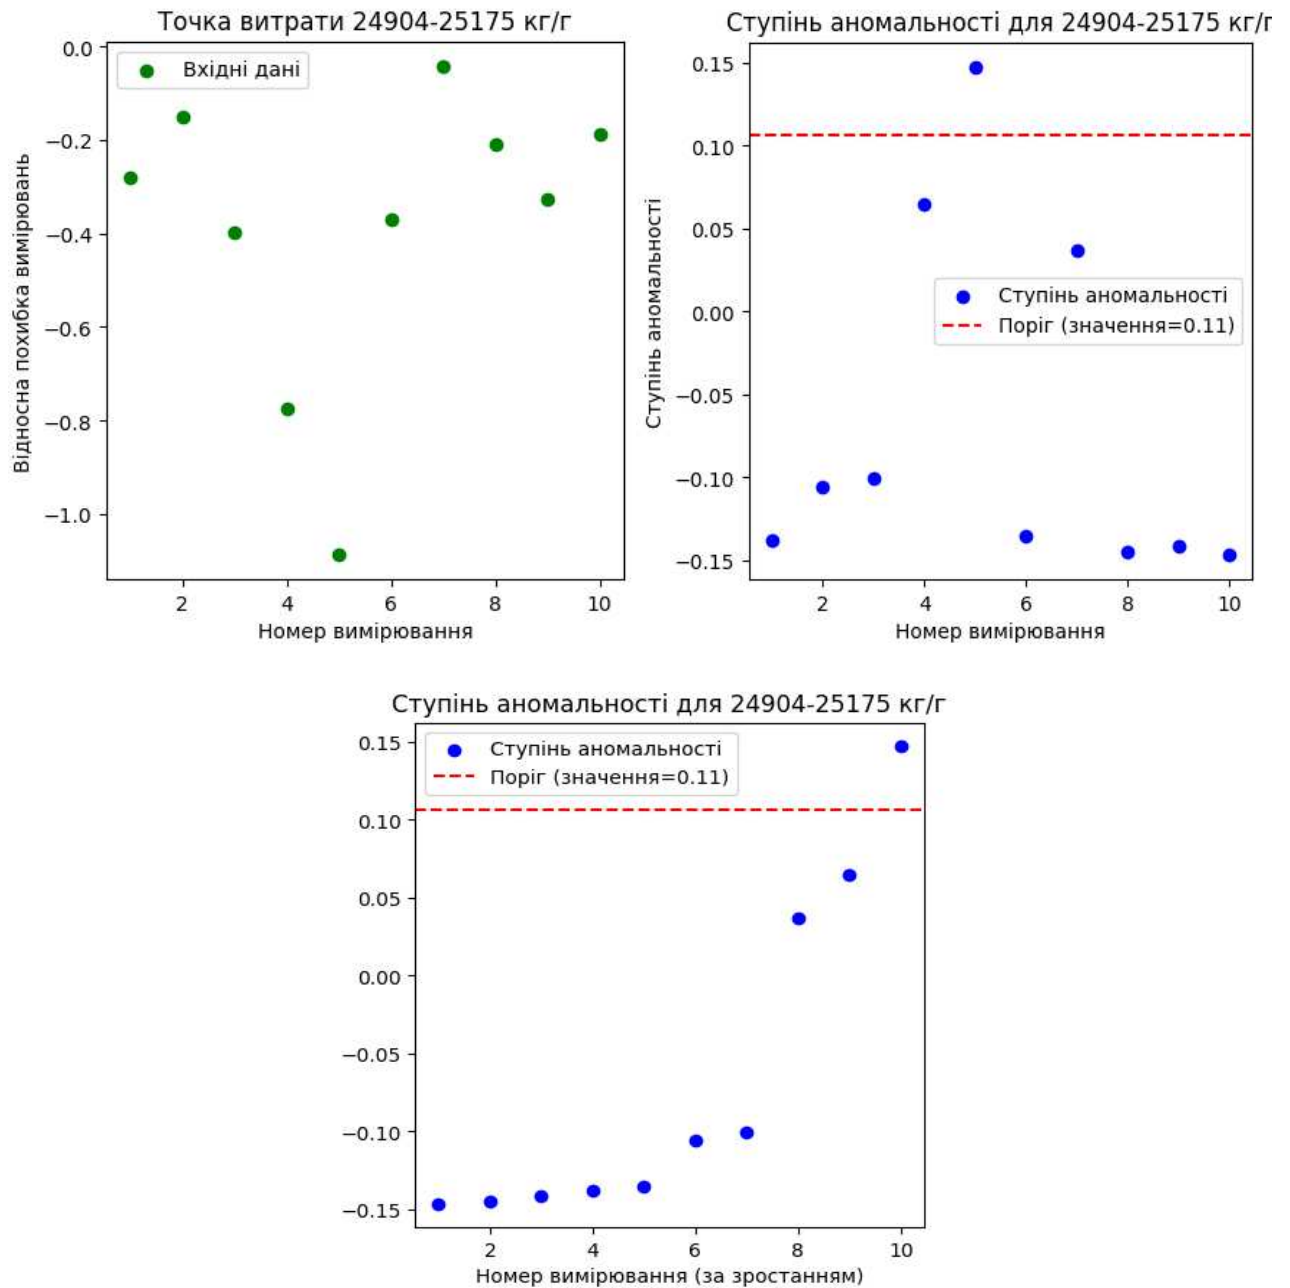 Точка витрати 24904-25175 кг/г
Вхідні дані
0.0
−0.2
−0.4
−0.6
−0.8
−1.0
Відносна похибка вимірювань
2 4 6 8 10
Номер вимірювання
Ступінь аномальності для 24904-25175 кг/г
0.15
0.10
0.05
0.00
−0.05
−0.10
−0.15
Ступінь аномальності
Ступінь аномальності
Поріг (значення=0.11)
2 4 6 8 10
Номер вимірювання
Ступінь аномальності для 24904-25175 кг/г
Ступінь аномальності
Поріг (значення=0.11)
0.15
0.10
0.05
0.00
−0.05
−0.10
−0.15
2 4 6 8 10
Номер вимірювання (за зростанням)